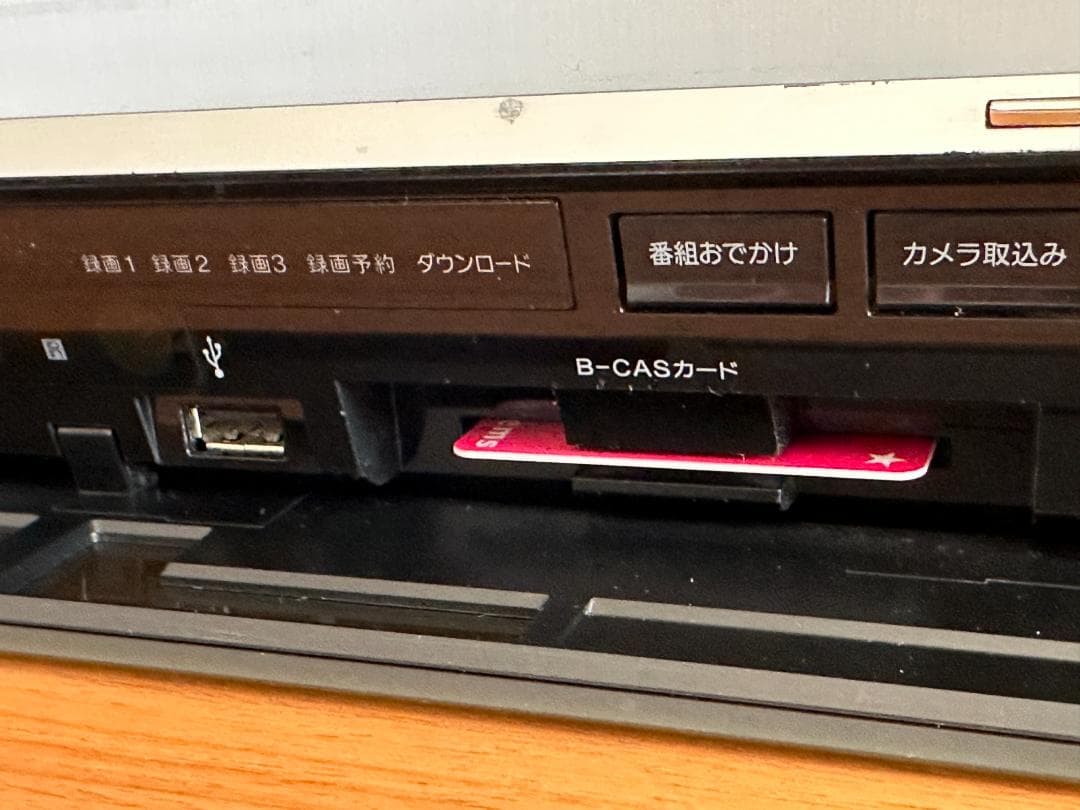 録画1 録画2 録画3 録画予約 ダウンロード
番組おでかけ
カメラ取込み
R
B-CASカード